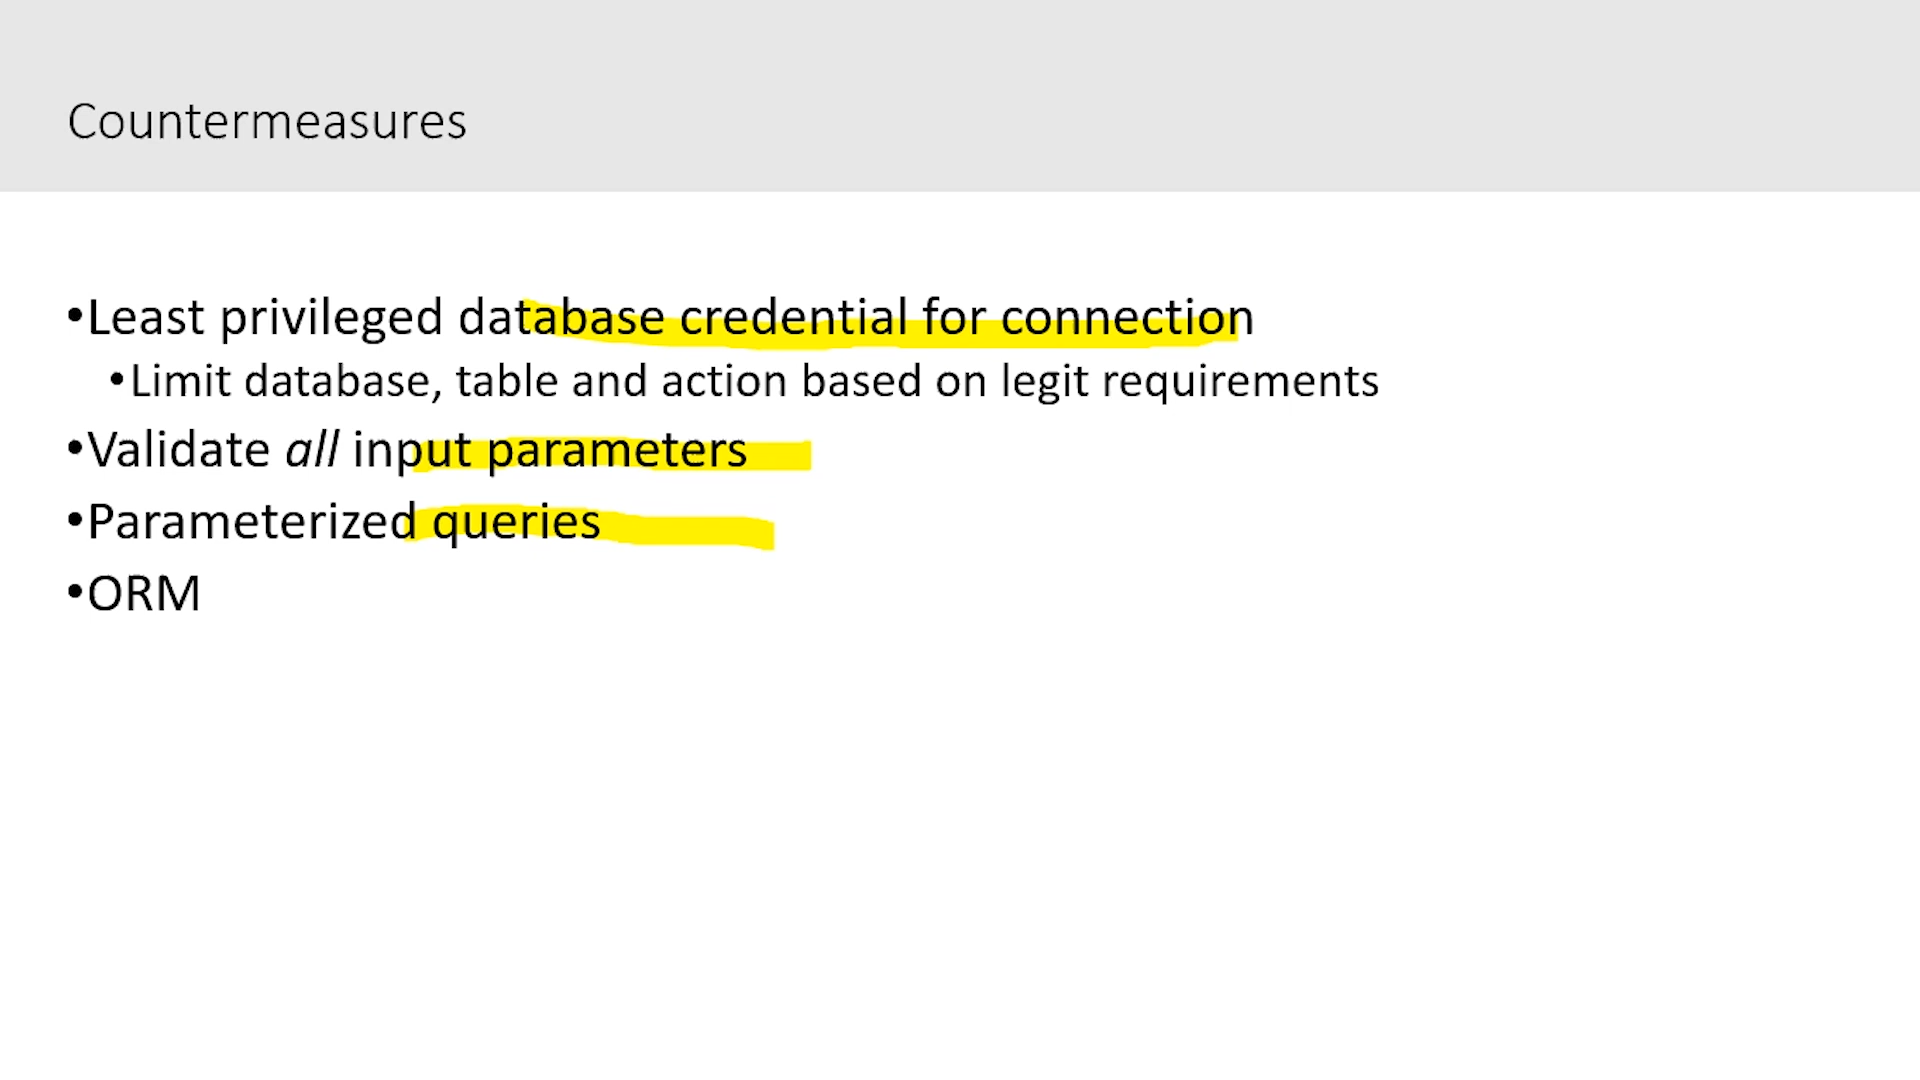 Countermeasures
•Least privileged database credential for connection
•Limit database, table and action based on legit requirements
•Validate all input parameters
•Parameterized queries
•ORM